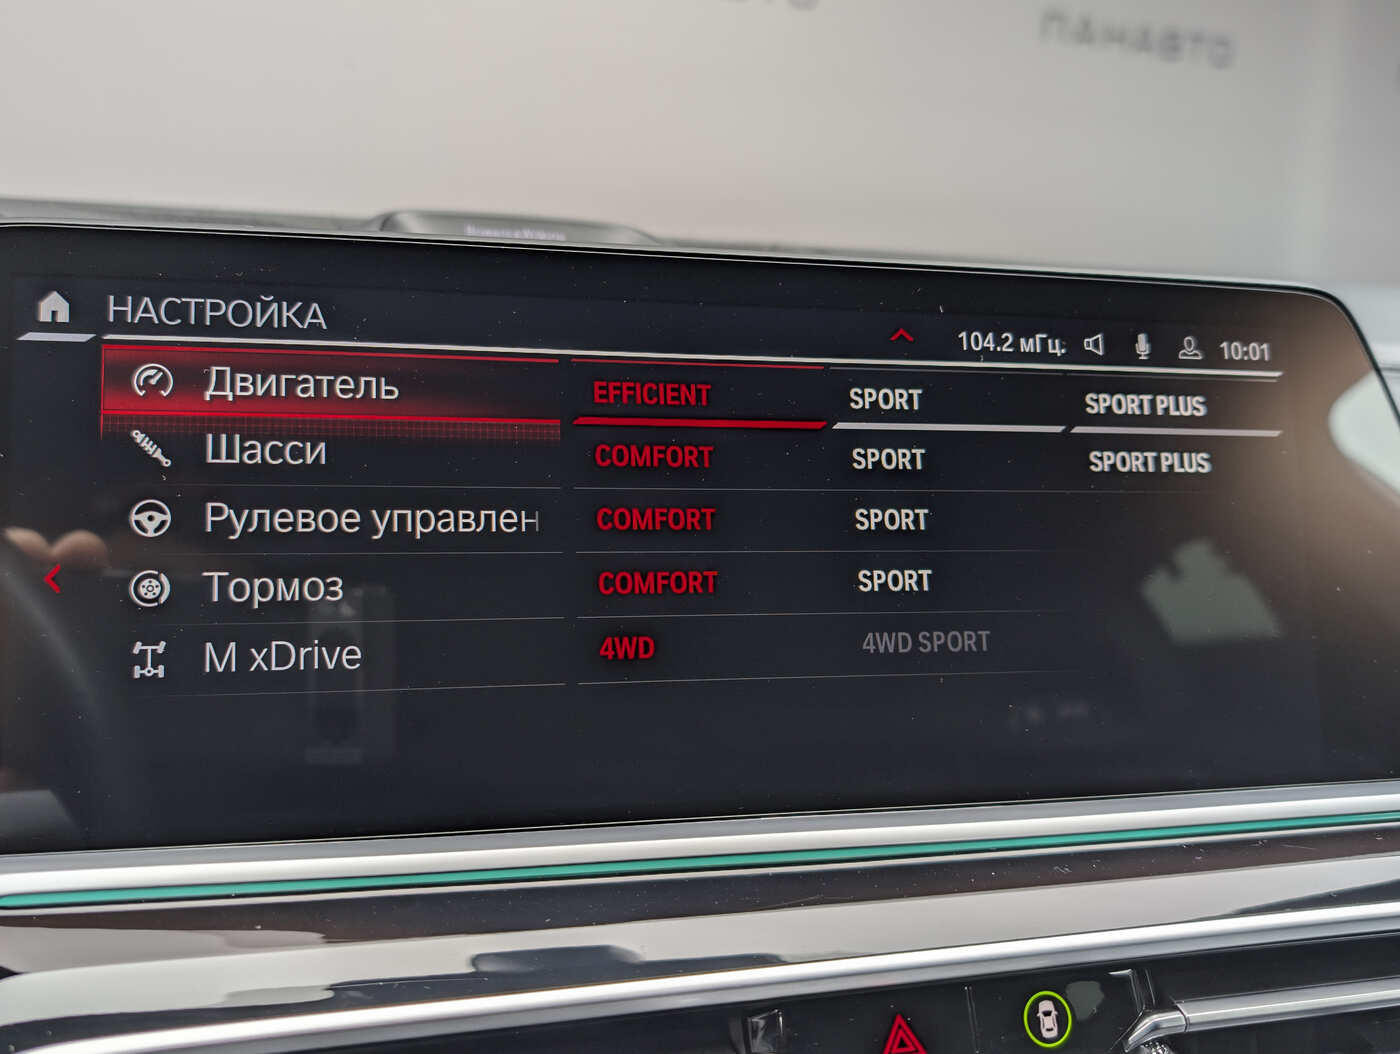 ПАНАВТО
НАСТРОЙКА
104.2 мГц. 10:01
Двигатель EFFICIENT SPORT SPORT PLUS
Шасси COMFORT SPORT SPORT PLUS
Рулевое управлен COMFORT SPORT
Тормоз COMFORT SPORT
M xDrive 4WD 4WD SPORT